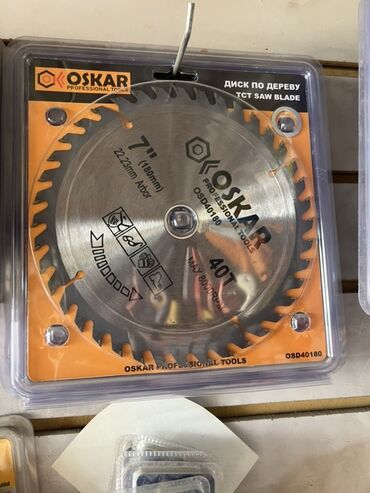 OSKAR
PROFESSIONAL TOOLS
ДИСК ПО ДЕРЕВУ
TCT SAW BLADE
7"
(180mm)
22.23mm Arbor
OSKAR
PROFESSIONAL TOOLS
OSD40180
40T
MAX
OSKAR PROFESSIONAL TOOLS
OSD40180